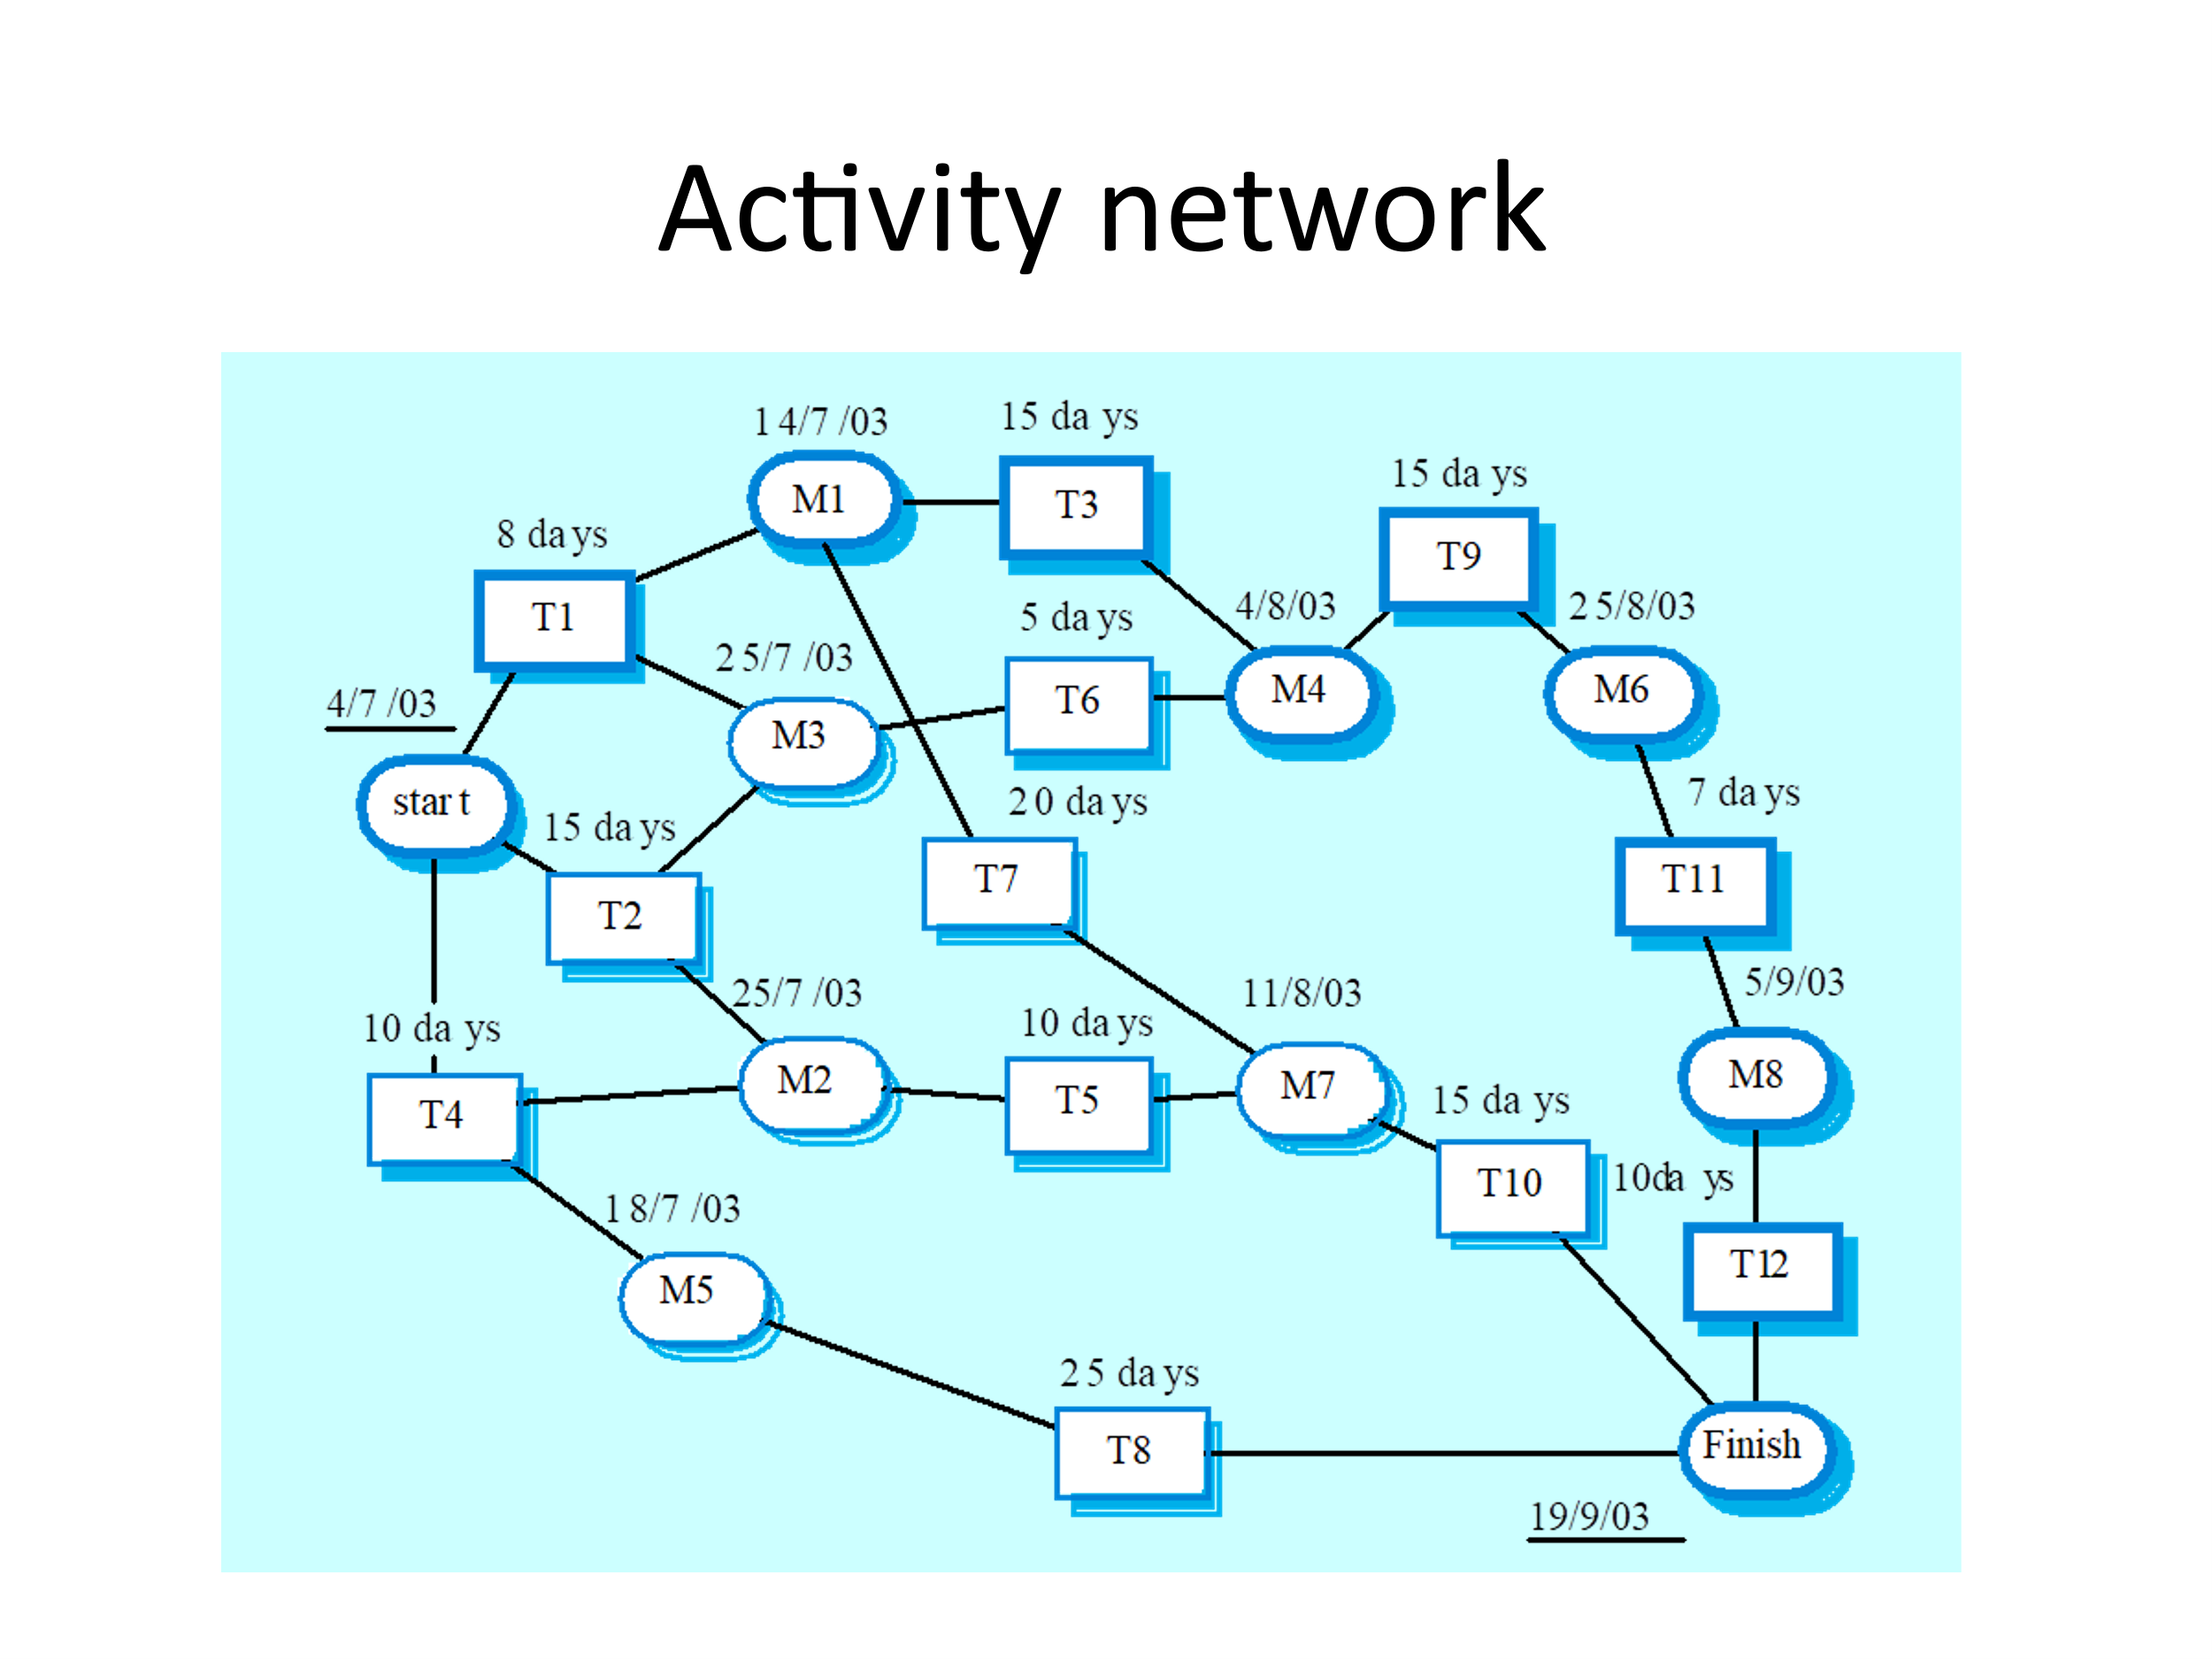 Activity network
14/7/03
15 days
15 days
M1
T3
8 days
T9
T1
5 days
4/8/03
25/8/03
25/7/03
4/7/03
T6
M4
M6
M3
start
20 days
7 days
15 days
T7
T11
T2
25/7/03
11/8/03
5/9/03
10 days
10 days
M2
M7
M8
T4
T5
15 days
T10
10days
18/7/03
M5
T12
25 days
T8
Finish
19/9/03